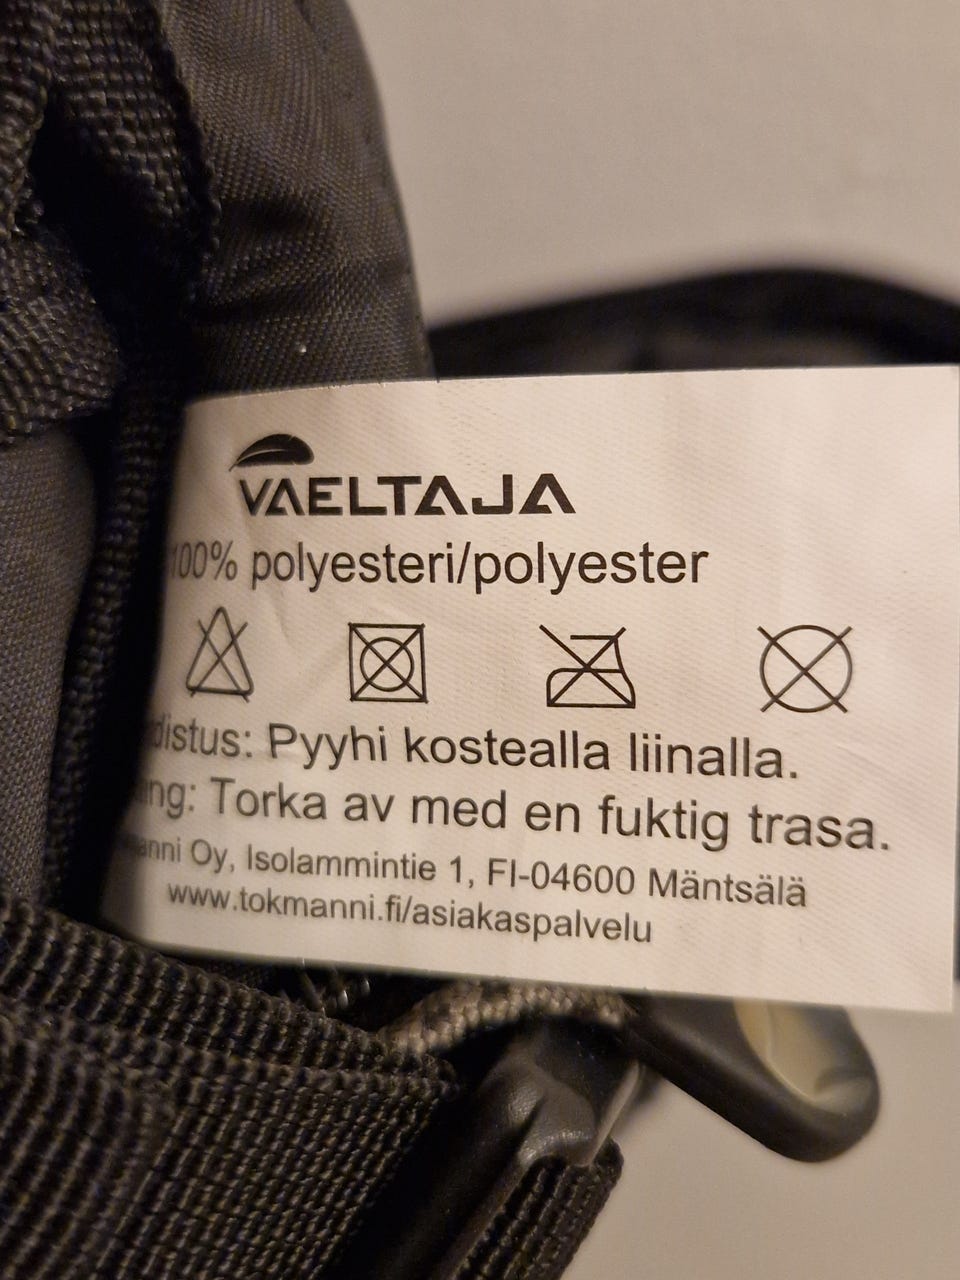 VAELTAJA
100% polyesteri/polyester
Pyyhi kostealla liinalla.
Torka av med en fuktig trasa.
Oy, Isolammintie 1, FI-04600 Mäntsälä
www.tokmanni.fi/asiakaspalvelu